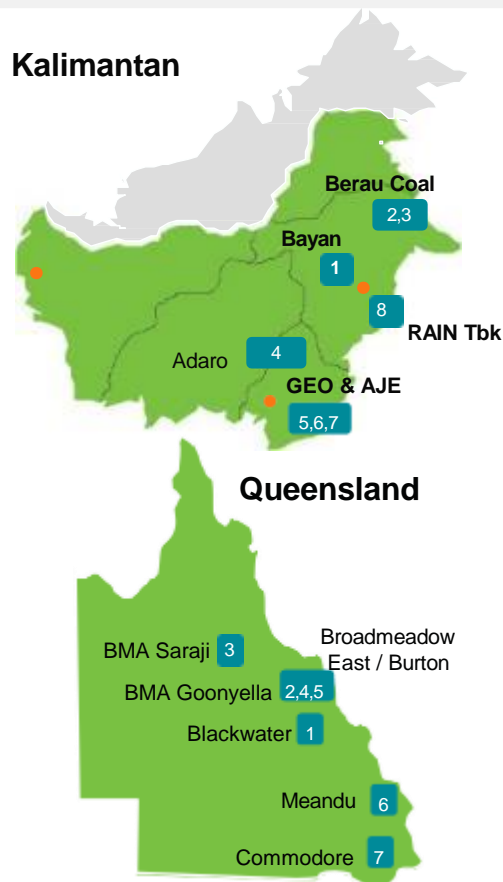 Kalimantan
Berau Coal
2,3
Bayan
1
8
RAIN Tbk
4
Adaro
GEO & AJE
5,6,7
Queensland
Broadmeadow
East / Burton
BMA Saraji
3
BMA Goonyella
2,4,5
Blackwater
1
Meandu
6
Commodore
7